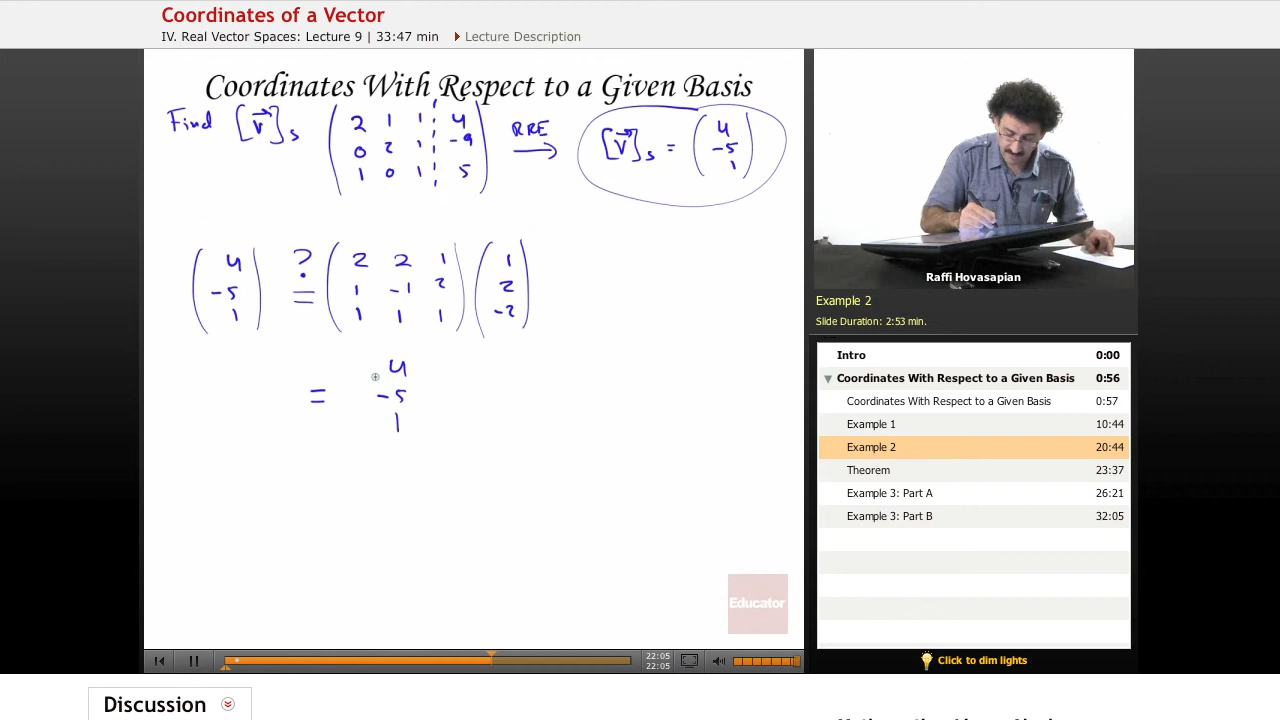 Coordinates of a Vector
IV. Real Vector Spaces: Lecture 9 | 33:47 min
Lecture Description
Coordinates With Respect to a Given Basis
Find [v]s
2 1 1 4
0 2 1 -9
1 0 1 5
RRE
[v]s = 4
-5
1
4
-5
1
?
=
2 2 1
1 -1 2
1 1 1
1
2
-2
=
4
-5
1
Educator
22:05
22:05
Raffi Hovasapian
Example 2
Slide Duration: 2:53 min.
Intro 0:00
Coordinates With Respect to a Given Basis 0:56
Coordinates With Respect to a Given Basis 0:57
Example 1 10:44
Example 2 20:44
Theorem 23:37
Example 3: Part A 26:21
Example 3: Part B 32:05
Click to dim lights
Discussion